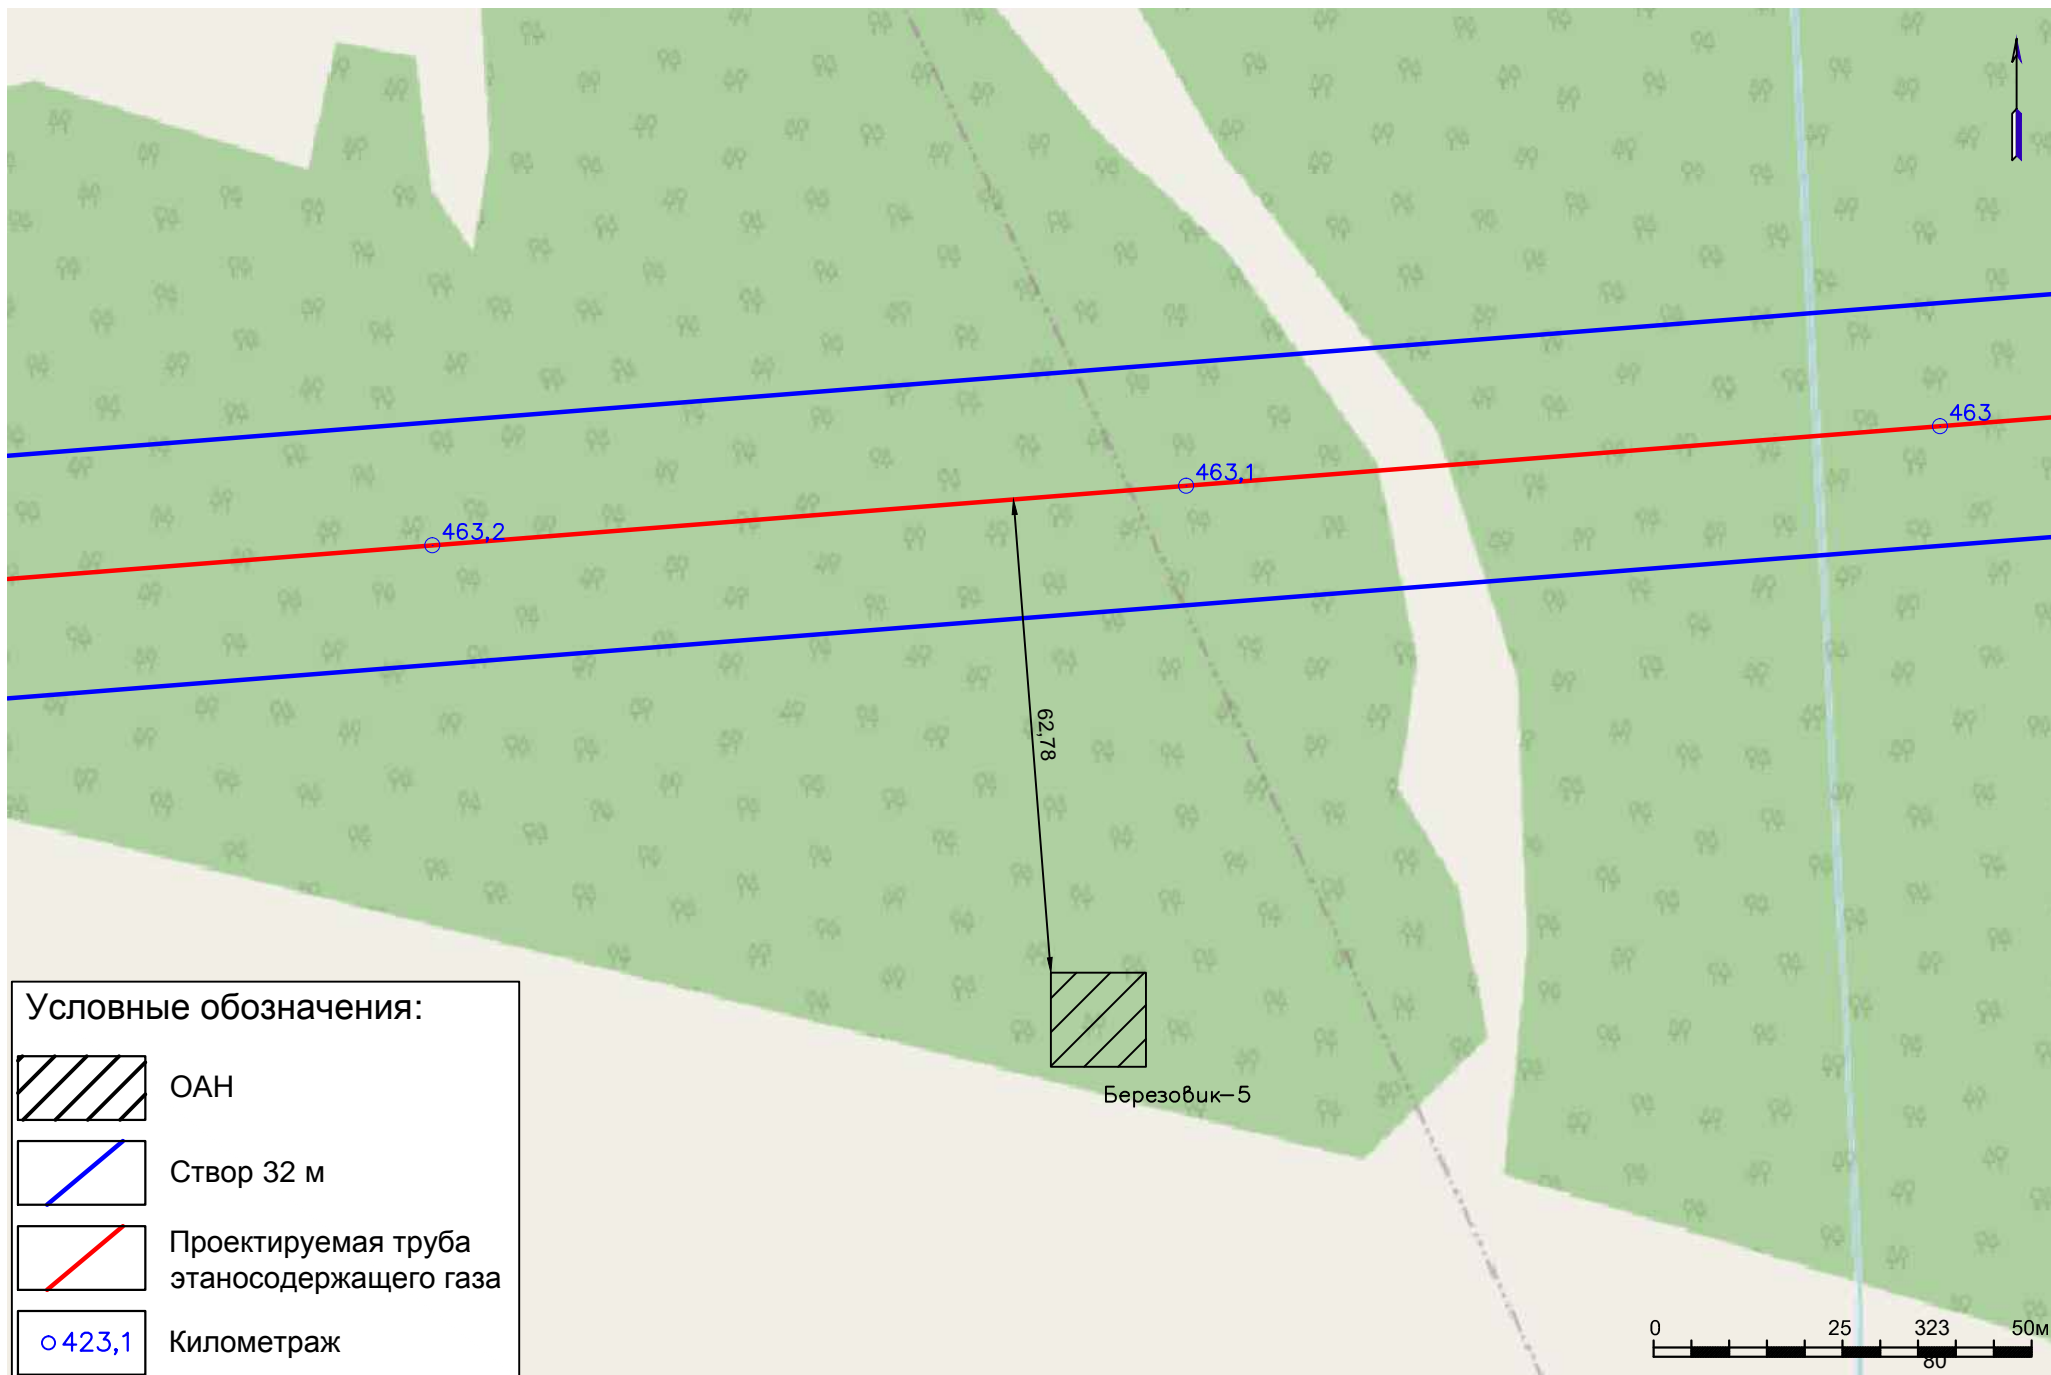 463
463,1
463,2
62,78
Березовик-5
Условные обозначения:
ОАН
Створ 32 м
Проектируемая труба
этаносодержащего газа
423,1 Километраж
0 25 323 50м
80